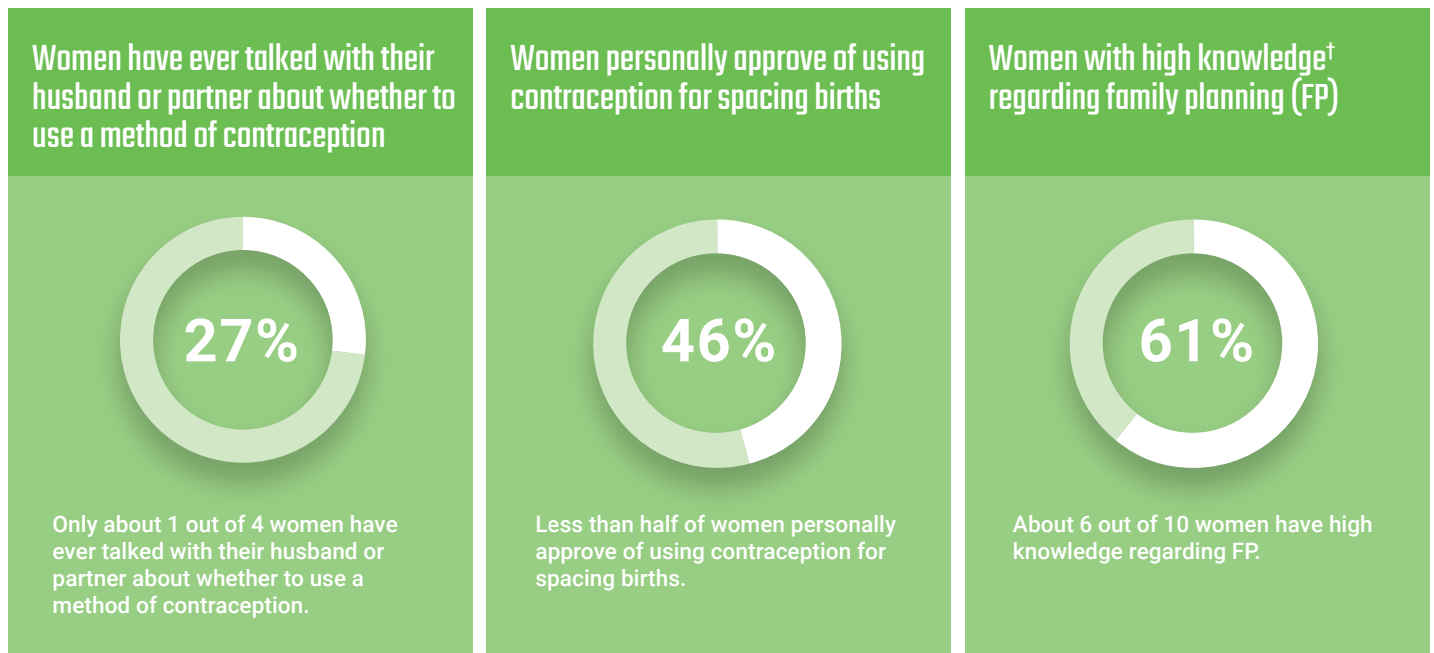 Women have ever talked with their
husband or partner about whether to
use a method of contraception
27%
Only about 1 out of 4 women have
ever talked with their husband or
partner about whether to use a
method of contraception.
Women personally approve of using
contraception for spacing births
46%
Less than half of women personally
approve of using contraception for
spacing births.
Women with high knowledge†
regarding family planning (FP)
61%
About 6 out of 10 women have high
knowledge regarding FP.